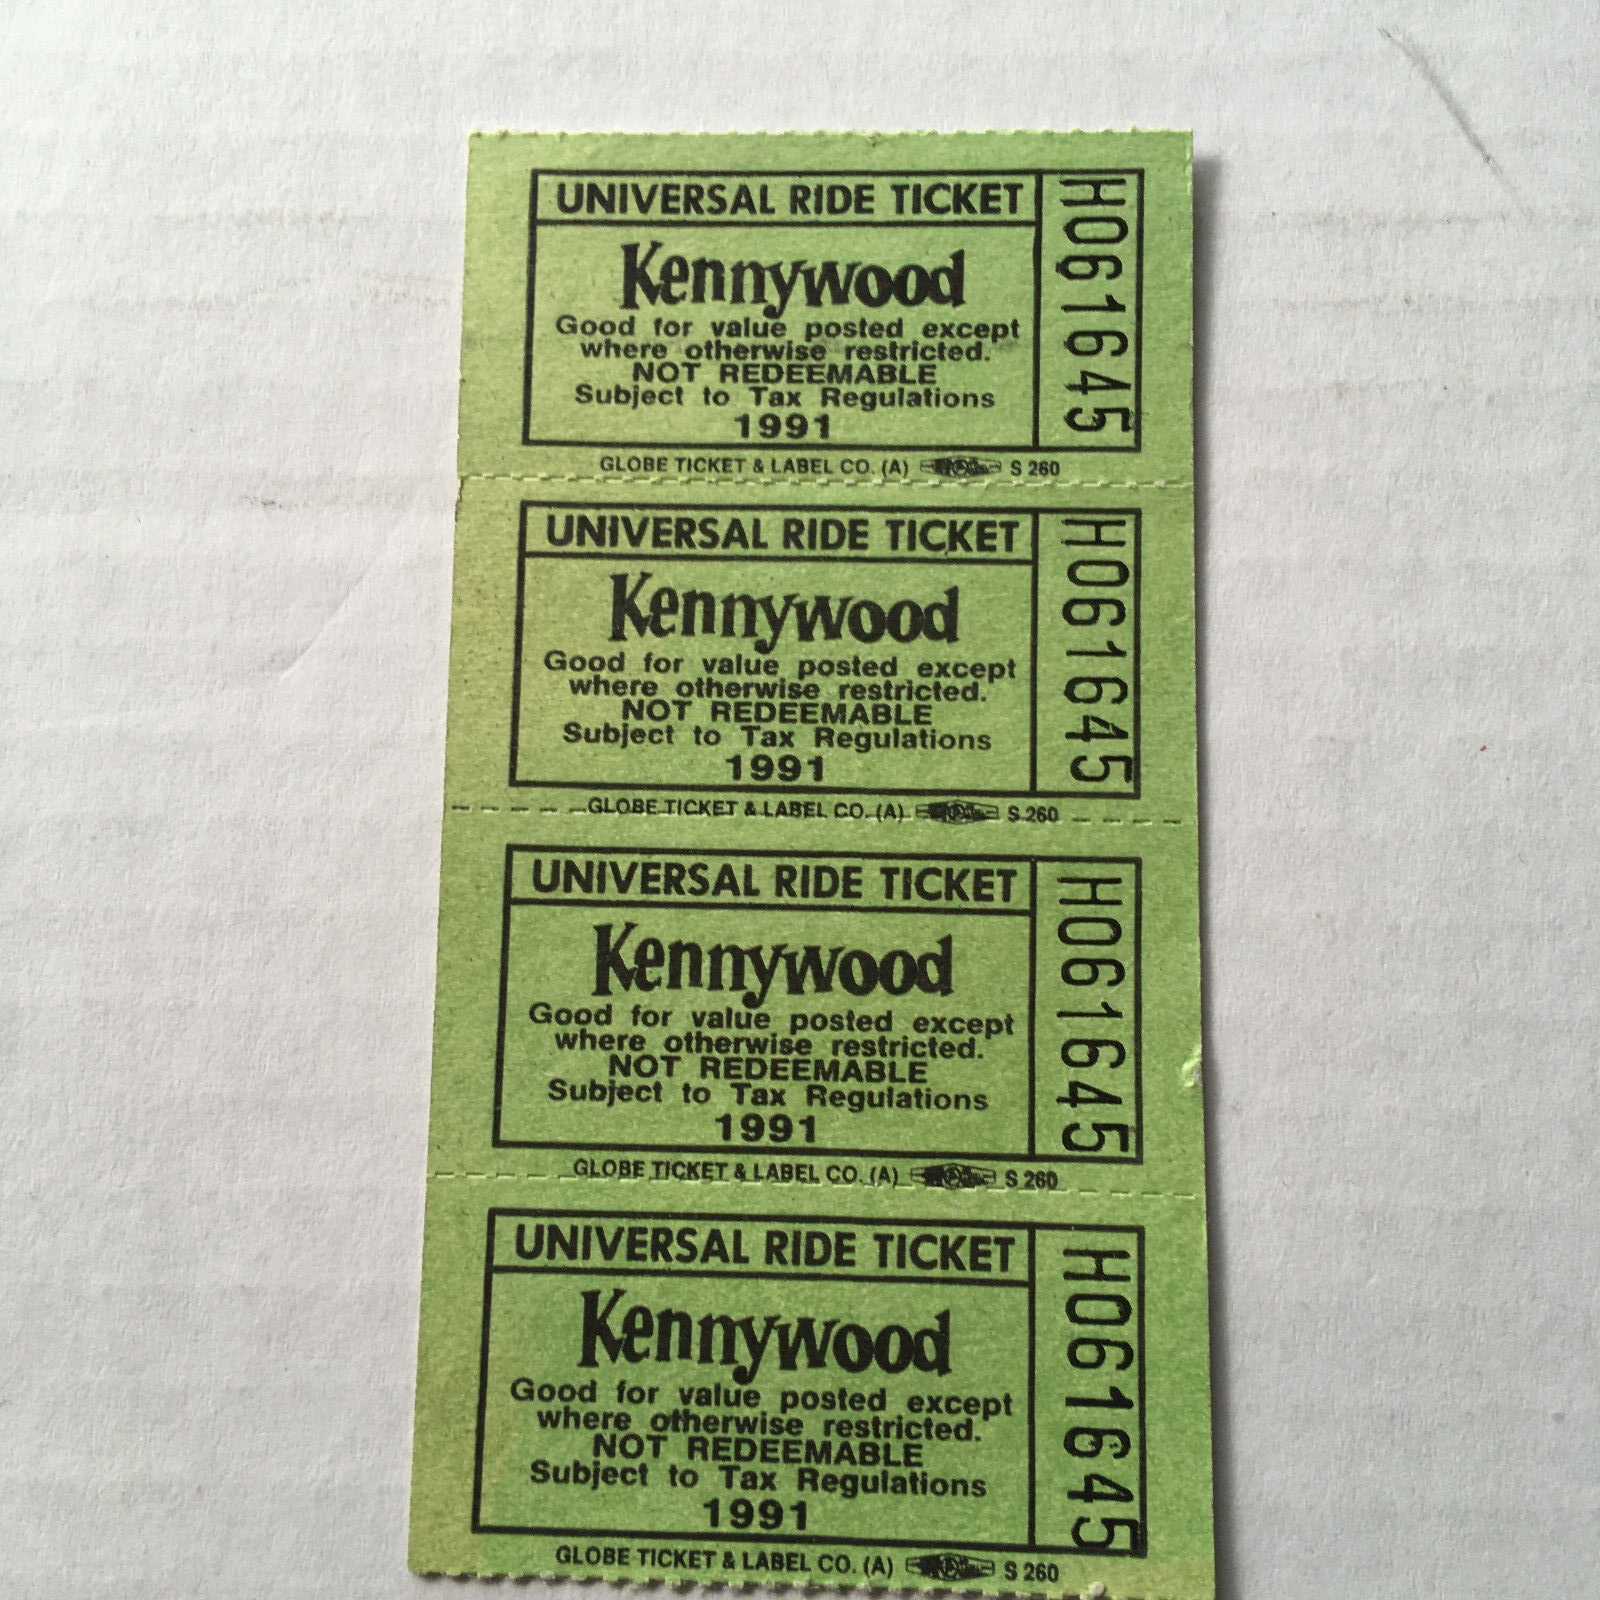 UNIVERSAL RIDE TICKET
Kennywood
Good for value posted except
where otherwise restricted.
NOT REDEEMABLE
Subject to Tax Regulations
1991
H061645
GLOBE TICKET & LABEL CO. (A) S 260
UNIVERSAL RIDE TICKET
Kennywood
Good for value posted except
where otherwise restricted.
NOT REDEEMABLE
Subject to Tax Regulations
1991
H061645
GLOBE TICKET & LABEL CO. (A) S 260
UNIVERSAL RIDE TICKET
Kennywood
Good for value posted except
where otherwise restricted.
NOT REDEEMABLE
Subject to Tax Regulations
1991
H061645
GLOBE TICKET & LABEL CO. (A) S 260
UNIVERSAL RIDE TICKET
Kennywood
Good for value posted except
where otherwise restricted.
NOT REDEEMABLE
Subject to Tax Regulations
1991
H061645
GLOBE TICKET & LABEL CO. (A) S 260